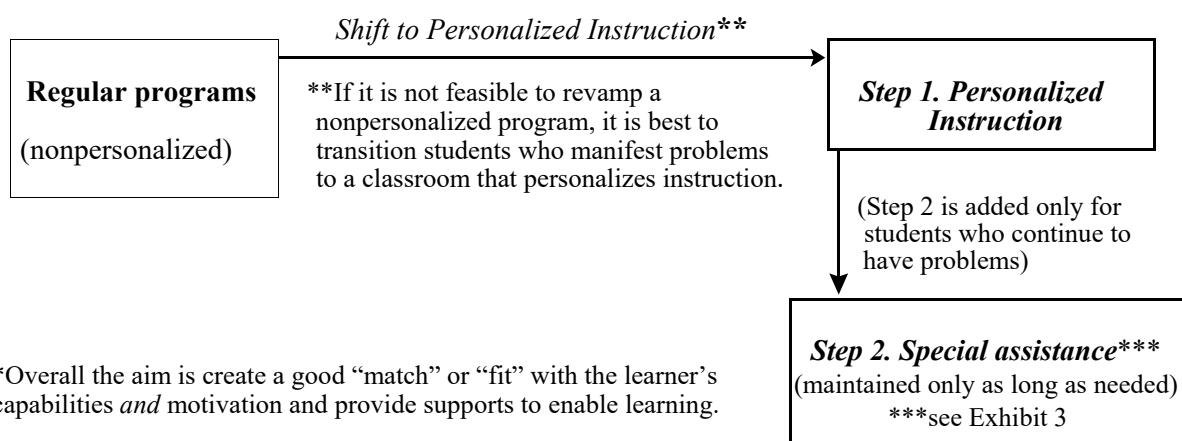 Shift to Personalized Instruction**
Regular programs
(nonpersonalized)
**If it is not feasible to revamp a
nonpersonalized program, it is best to
transition students who manifest problems
to a classroom that personalizes instruction.
Step 1. Personalized
Instruction
(Step 2 is added only for
students who continue to
have problems)
Step 2. Special assistance***
(maintained only as long as needed)
***see Exhibit 3
*Overall the aim is create a good “match” or “fit” with the learner’s
capabilities and motivation and provide supports to enable learning.